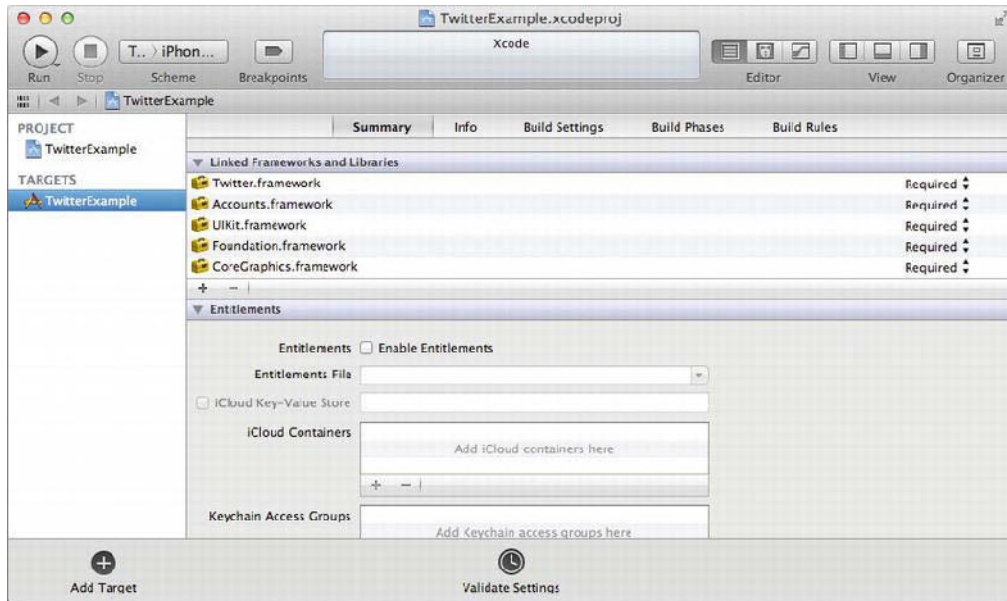 TwitterExample.xcodeproj
T.. iPhon...
Xcode
Run Stop Scheme Breakpoints Editor View Organizer
TwitterExample
PROJECT
TwitterExample
TARGETS
TwitterExample
Summary Info Build Settings Build Phases Build Rules
Linked Frameworks and Libraries
Twitter.framework Required
Accounts.framework Required
UIKit.framework Required
Foundation.framework Required
CoreGraphics.framework Required
Entitlements
Entitlements Enable Entitlements
Entitlements File
iCloud Key-Value Store
iCloud Containers
Add iCloud containers here
Keychain Access Groups
Add Keychain access groups here
Add Target Validate Settings